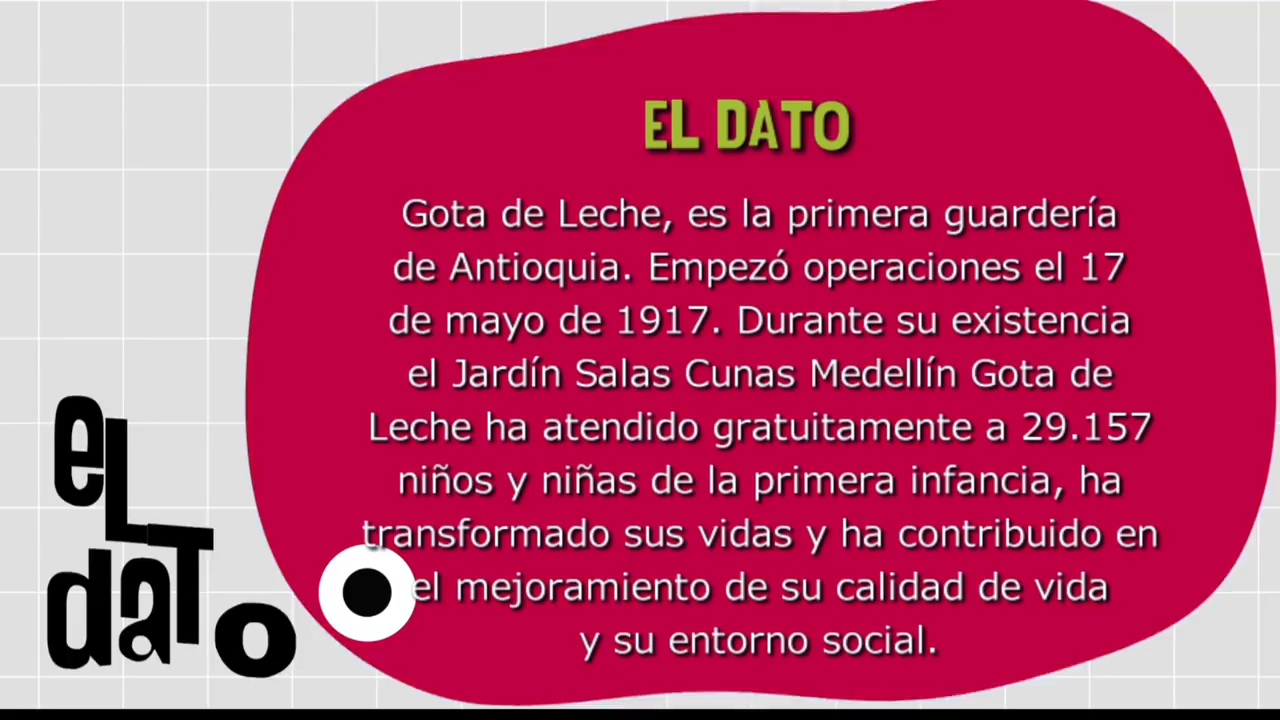 EL DATO
Gota de Leche, es la primera guardería
de Antioquia. Empezó operaciones el 17
de mayo de 1917. Durante su existencia
el Jardín Salas Cunas Medellín Gota de
Leche ha atendido gratuitamente a 29.157
niños y niñas de la primera infancia, ha
transformado sus vidas y ha contribuido en
el mejoramiento de su calidad de vida
y su entorno social.
eL
daTo